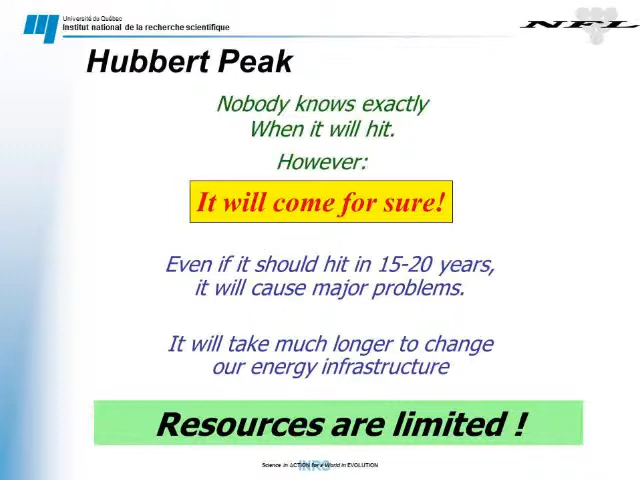 Université du Québec
Institut national de la recherche scientifique
NFL
Hubbert Peak
Nobody knows exactly
When it will hit.
However:
It will come for sure!
Even if it should hit in 15-20 years,
it will cause major problems.
It will take much longer to change
our energy infrastructure
Resources are limited !
INRS
Science in ACTION for a World in EVOLUTION